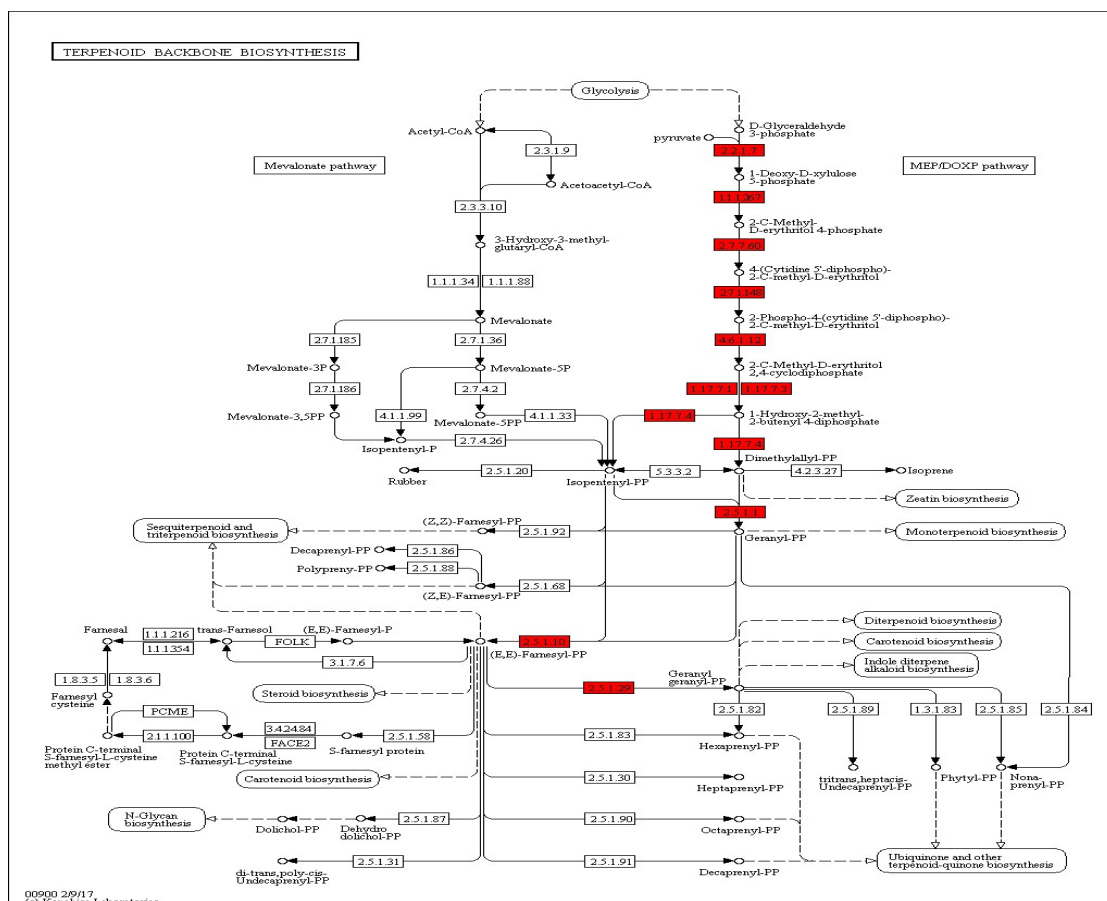 TERPENOID BACKBONE BIOSYNTHESIS
Glycolysis
Acetyl-CoA
pyruvate
D-Glyceraldehyde
3-phosphate
2.3.1.9
2.2.1.7
Mevalonate pathway
MEP/DOXP pathway
Acetoacetyl-CoA
1-Deoxy-D-xylulose
5-phosphate
2.3.3.10
1.1.1.267
2-C-Methyl-
D-erythritol 4-phosphate
3-Hydroxy-3-methyl-
glutaryl-CoA
2.7.7.60
4-(Cytidine 5'-diphospho)-
2-C-methyl-D-erythritol
1.1.1.34
1.1.1.88
2.7.1.148
Mevalonate
2-Phospho-4-(cytidine 5'-diphospho)-
2-C-methyl-D-erythritol
2.7.1.185
2.7.1.36
4.6.1.12
Mevalonate-3P
Mevalonate-5P
2-C-Methyl-D-erythritol
2,4-cyclodiphosphate
2.7.1.186
2.7.4.2
1.17.7.1
1.17.7.3
Mevalonate-3,5PP
4.1.1.99
Mevalonate-5PP
4.1.1.33
1.17.7.4
1-Hydroxy-2-methyl-
2-butenyl 4-diphosphate
Isopentenyl-P
2.7.4.26
1.17.7.4
Dimethylallyl-PP
Rubber
2.5.1.20
Isopentenyl-PP
5.3.3.2
4.2.3.27
Isoprene
Zeatin biosynthesis
2.5.1.1
Sesquiterpenoid and
triterpenoid biosynthesis
(Z,Z)-Farnesyl-PP
2.5.1.92
Geranyl-PP
Monoterpenoid biosynthesis
Decaprenyl-PP
2.5.1.86
Polypreny-PP
2.5.1.88
(Z,E)-Farnesyl-PP
2.5.1.68
Farnesal
1.1.1.216
1.1.1354
trans-Farnesol
FOLK
(E,E)-Farnesyl-P
2.5.1.10
(E,E)-Farnesyl-PP
Diterpenoid biosynthesis
Carotenoid biosynthesis
Indole diterpene
alkaloid biosynthesis
3.1.7.6
1.8.3.5
1.8.3.6
Steroid biosynthesis
2.5.1.29
Geranyl
geranyl-PP
Farnesyl
cysteine
PCME
2.1.1.100
3.4.24.84
FACE2
2.5.1.58
2.5.1.82
2.5.1.89
1.3.1.83
2.5.1.85
2.5.1.84
2.5.1.83
Hexaprenyl-PP
Protein C-terminal
S-farnesyl-L-cysteine
methyl ester
Protein C-terminal
S-farnesyl-L-cysteine
S-farnesyl protein
Carotenoid biosynthesis
2.5.1.30
Heptaprenyl-PP
tritrans,heptacis-
Undecaprenyl-PP
Phytyl-PP
Nona-
prenyl-PP
N-Glycan
biosynthesis
Dolichol-PP
Dehydro
dolichol-PP
2.5.1.87
2.5.1.90
Octaprenyl-PP
2.5.1.31
di-trans,poly-cis-
Undecaprenyl-PP
2.5.1.91
Decaprenyl-PP
Ubiquinone and other
terpenoid-quinone biosynthesis
00900 2/9/17